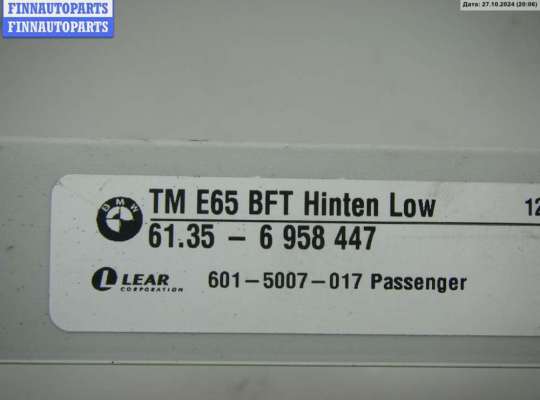 FINNAUTOPARTS
FINNAUTOPARTS
Дата: 27.10.2024 (20:06)
BMW
TM E65 BFT Hinten Low
12
61.35 - 6 958 447
L LEAR
CORPORATION
601-5007-017 Passenger